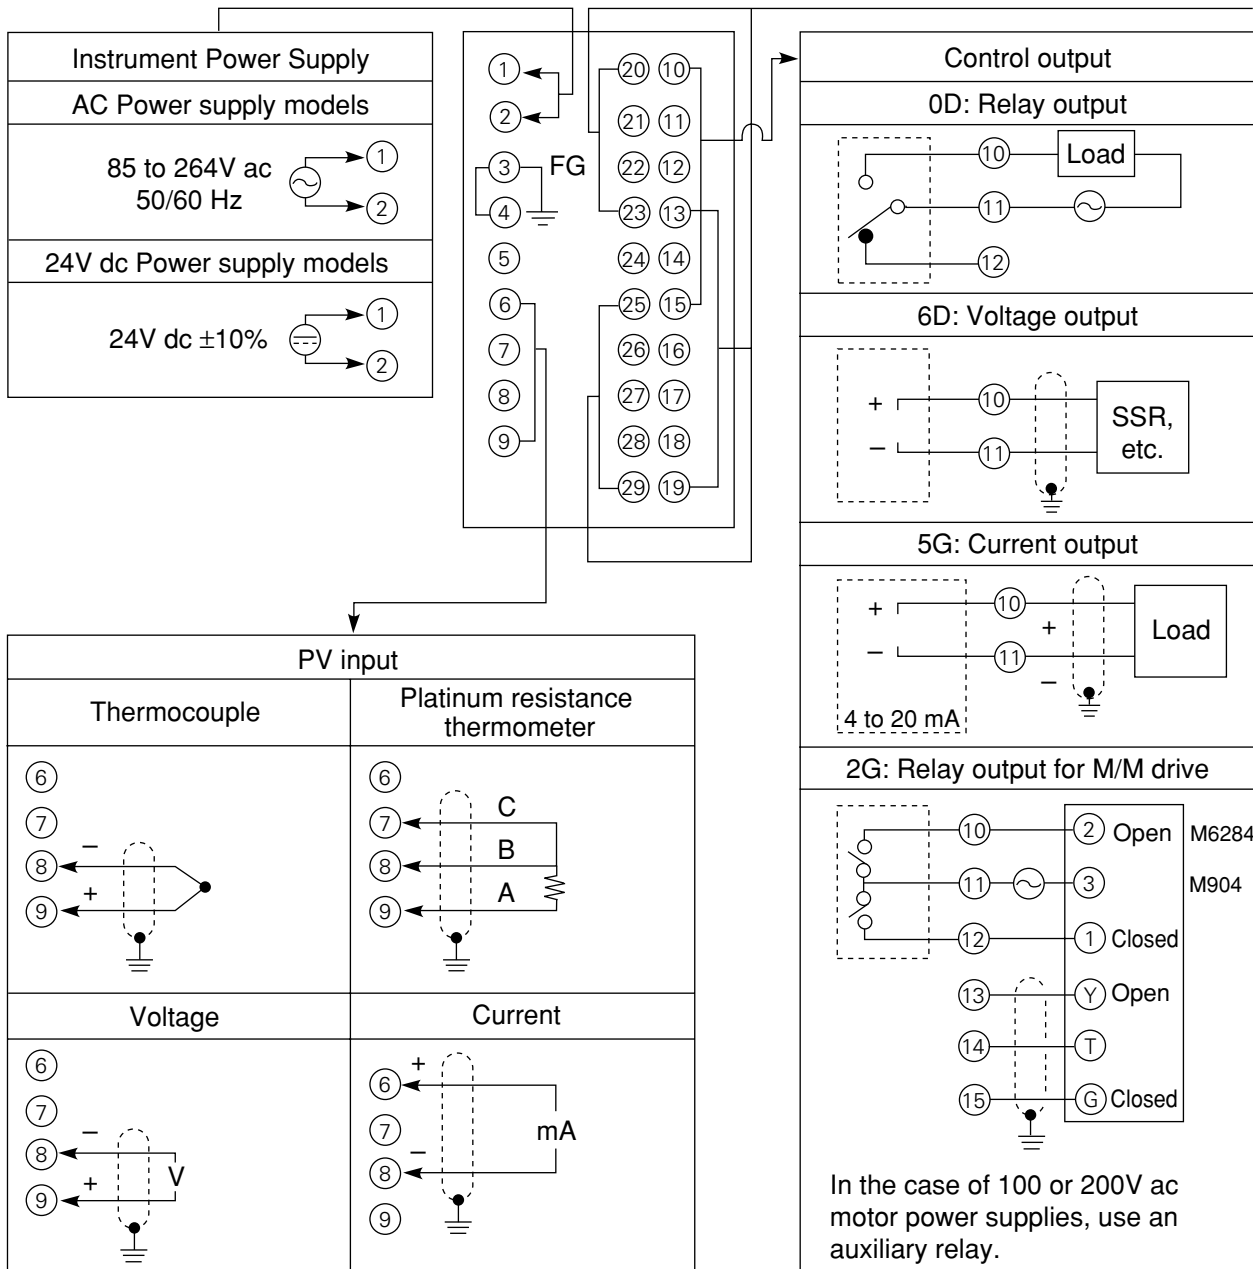 Instrument Power Supply
AC Power supply models
85 to 264V ac
50/60 Hz
1
2
24V dc Power supply models
24V dc ±10%
1
2
1
2
3 FG
4
5
6
7
8
9
20 10
21 11
22 12
23 13
24 14
25 15
26 16
27 17
28 18
29 19
Control output
0D: Relay output
10 Load
11
12
6D: Voltage output
+ 10
− 11
SSR,
etc.
5G: Current output
+ 10
+
− 11
−
Load
4 to 20 mA
2G: Relay output for M/M drive
10 2 Open M6284
11 3 M904
12 1 Closed
13 Y Open
14 T
15 G Closed
In the case of 100 or 200V ac
motor power supplies, use an
auxiliary relay.
PV input
Thermocouple
6
7
8 −
9 +
Platinum resistance
thermometer
6
7 C
8 B
9 A
Voltage
6
7
8 −
9 +
V
Current
6 +
7
8 −
9
mA